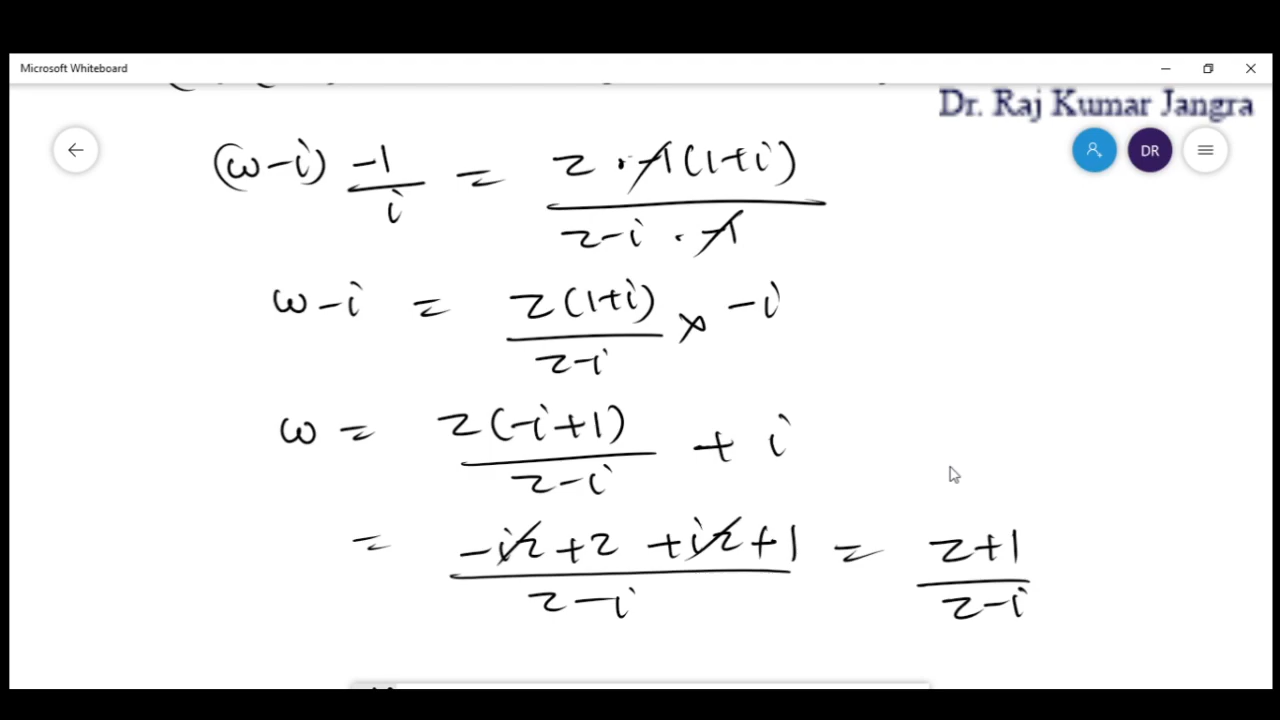 Microsoft Whiteboard
Dr. Raj Kumar Jangra
DR
(ω-i) -1/i = z·-1(1+i) / z-i·-1
ω-i = z(1+i)/z-i × -i
ω = z(-i+1)/z-i + i
= -iz+z+iz+1 / z-i = z+1 / z-i